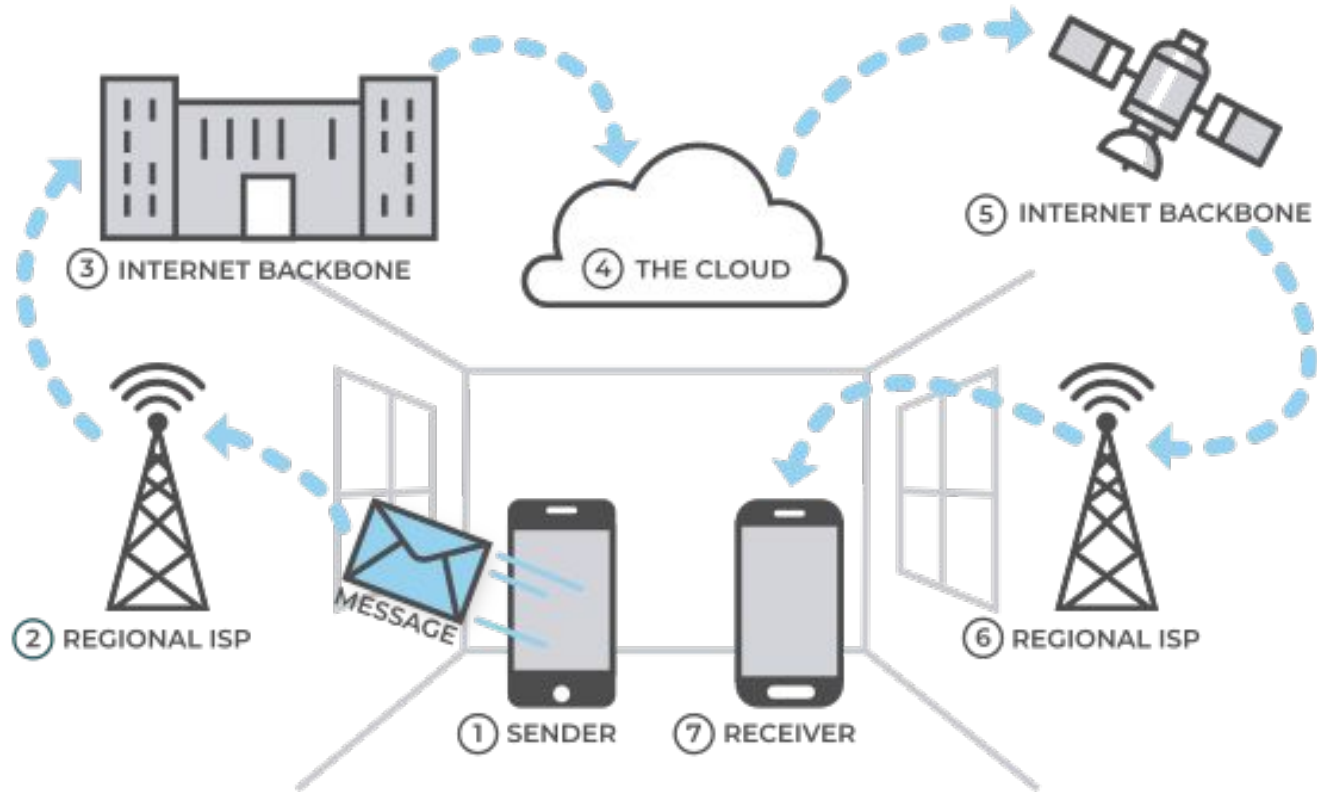 ③ INTERNET BACKBONE
④ THE CLOUD
⑤ INTERNET BACKBONE
MESSAGE
② REGIONAL ISP
⑥ REGIONAL ISP
① SENDER
⑦ RECEIVER